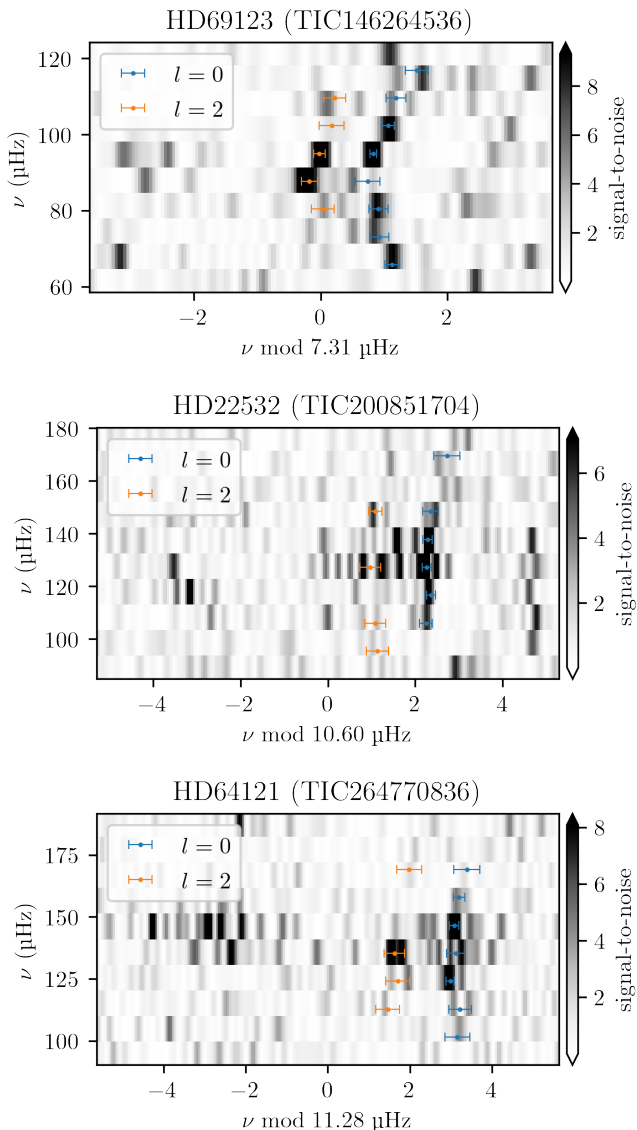 HD69123 (TIC146264536)
l = 0
l = 2
120
100
80
60
ν (µHz)
−2
0
2
ν mod 7.31 µHz
8
6
4
2
signal-to-noise
HD22532 (TIC200851704)
l = 0
l = 2
180
160
140
120
100
ν (µHz)
−4
−2
0
2
4
ν mod 10.60 µHz
6
4
2
signal-to-noise
HD64121 (TIC264770836)
l = 0
l = 2
175
150
125
100
ν (µHz)
−4
−2
0
2
4
ν mod 11.28 µHz
8
6
4
2
signal-to-noise